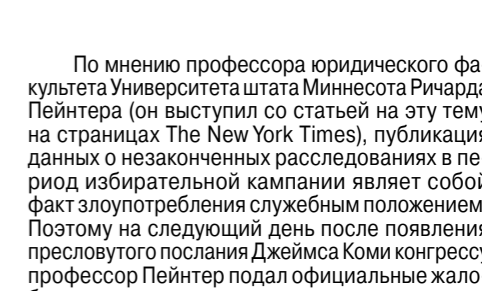 По мнению профессора юридического фа-
культета Университета штата Миннесота Ричарда
Пейнтера (он выступил со статьей на эту тему
на страницах The New York Times), публикация
данных о незаконченных расследованиях в пе-
риод избирательной кампании являет собой
факт злоупотребления служебным положением.
Поэтому на следующий день после появления
пресловутого послания Джеймса Коми конгрессу
профессор Пейнтер подал официальные жало-